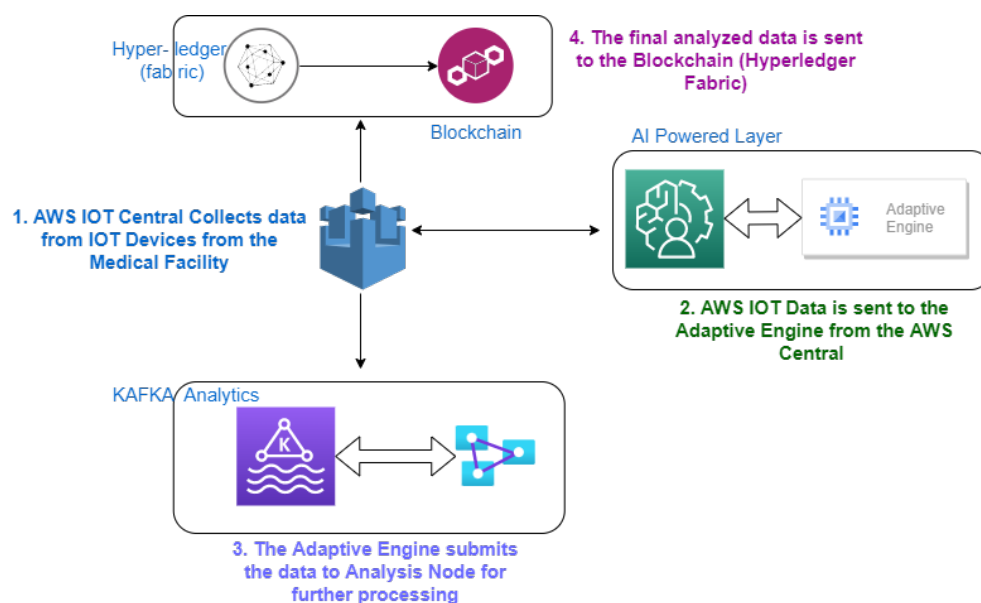 Hyper- ledger
(fabric)
Blockchain
4. The final analyzed data is sent
to the Blockchain (Hyperledger
Fabric)
AI Powered Layer
Adaptive
Engine
1. AWS IOT Central Collects data
from IOT Devices from the
Medical Facility
2. AWS IOT Data is sent to the
Adaptive Engine from the AWS
Central
KAFKA Analytics
K
3. The Adaptive Engine submits
the data to Analysis Node for
further processing